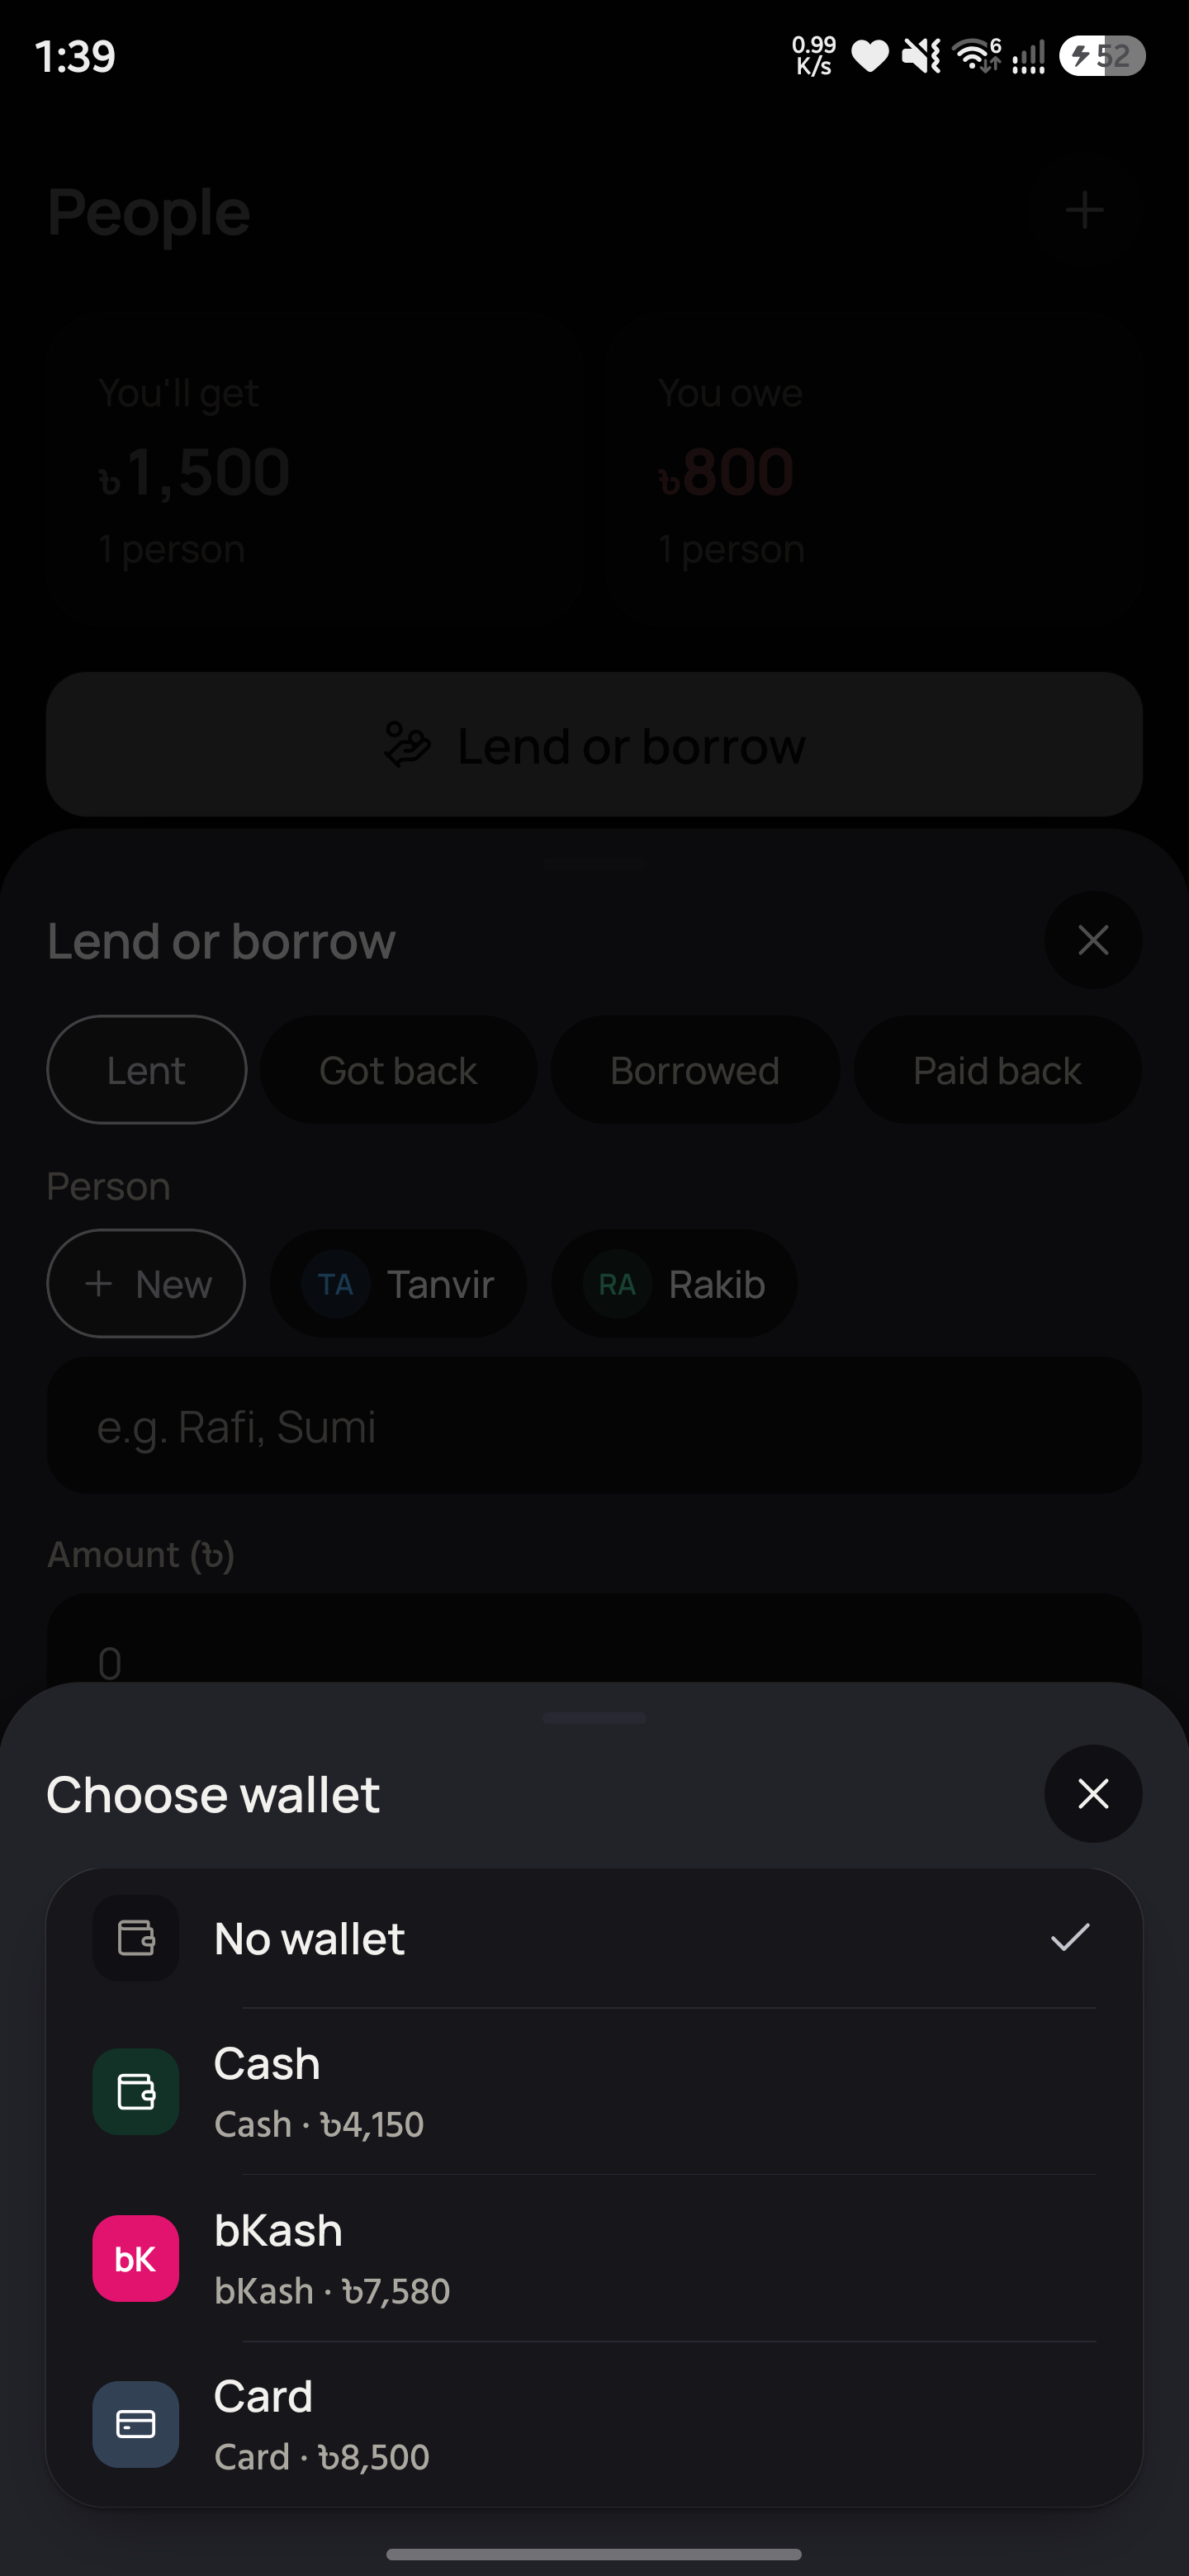 1:39
0.99
K/s
6
52
People
You'll get
You owe
৳1,500
৳800
1 person
1 person
Lend or borrow
Lend or borrow
Lent
Got back
Borrowed
Paid back
Person
New
TA
Tanvir
RA
Rakib
e.g. Rafi, Sumi
Amount (৳)
0
Choose wallet
No wallet
Cash
Cash · ৳4,150
bK
bKash
bKash · ৳7,580
Card
Card · ৳8,500